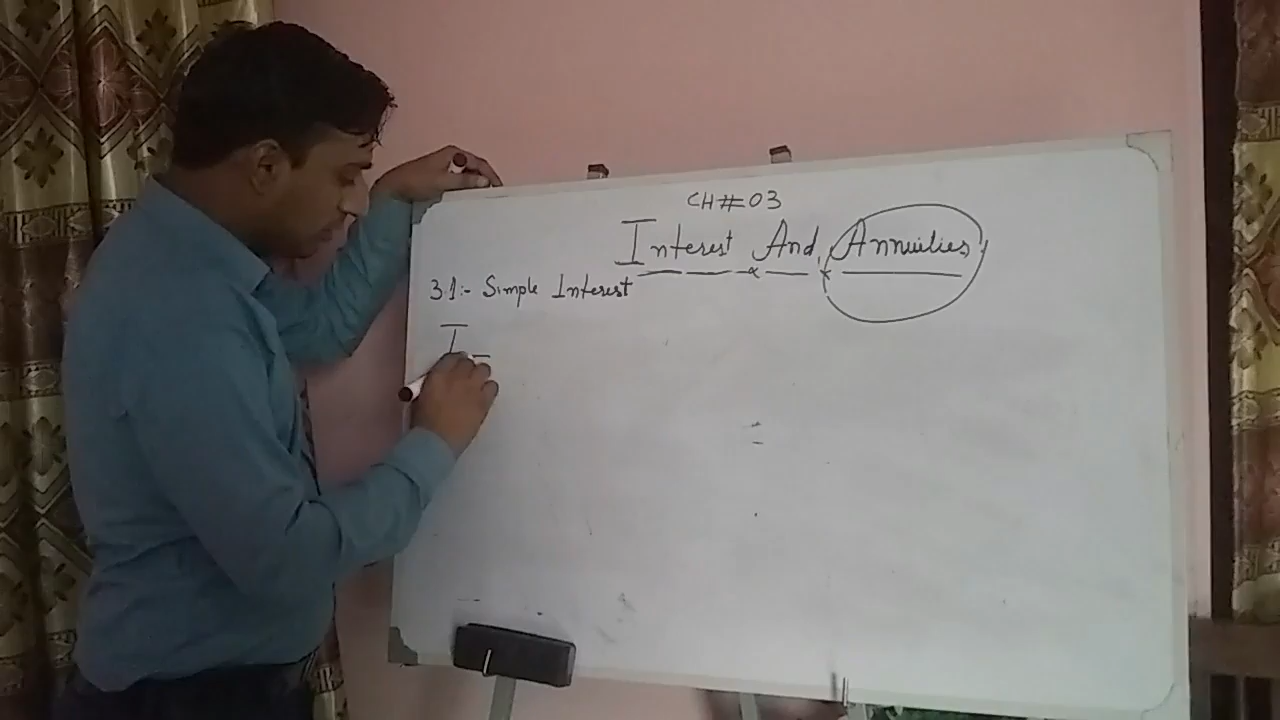 CH#03
Interest And Annuities
3.1:- Simple Interest
I